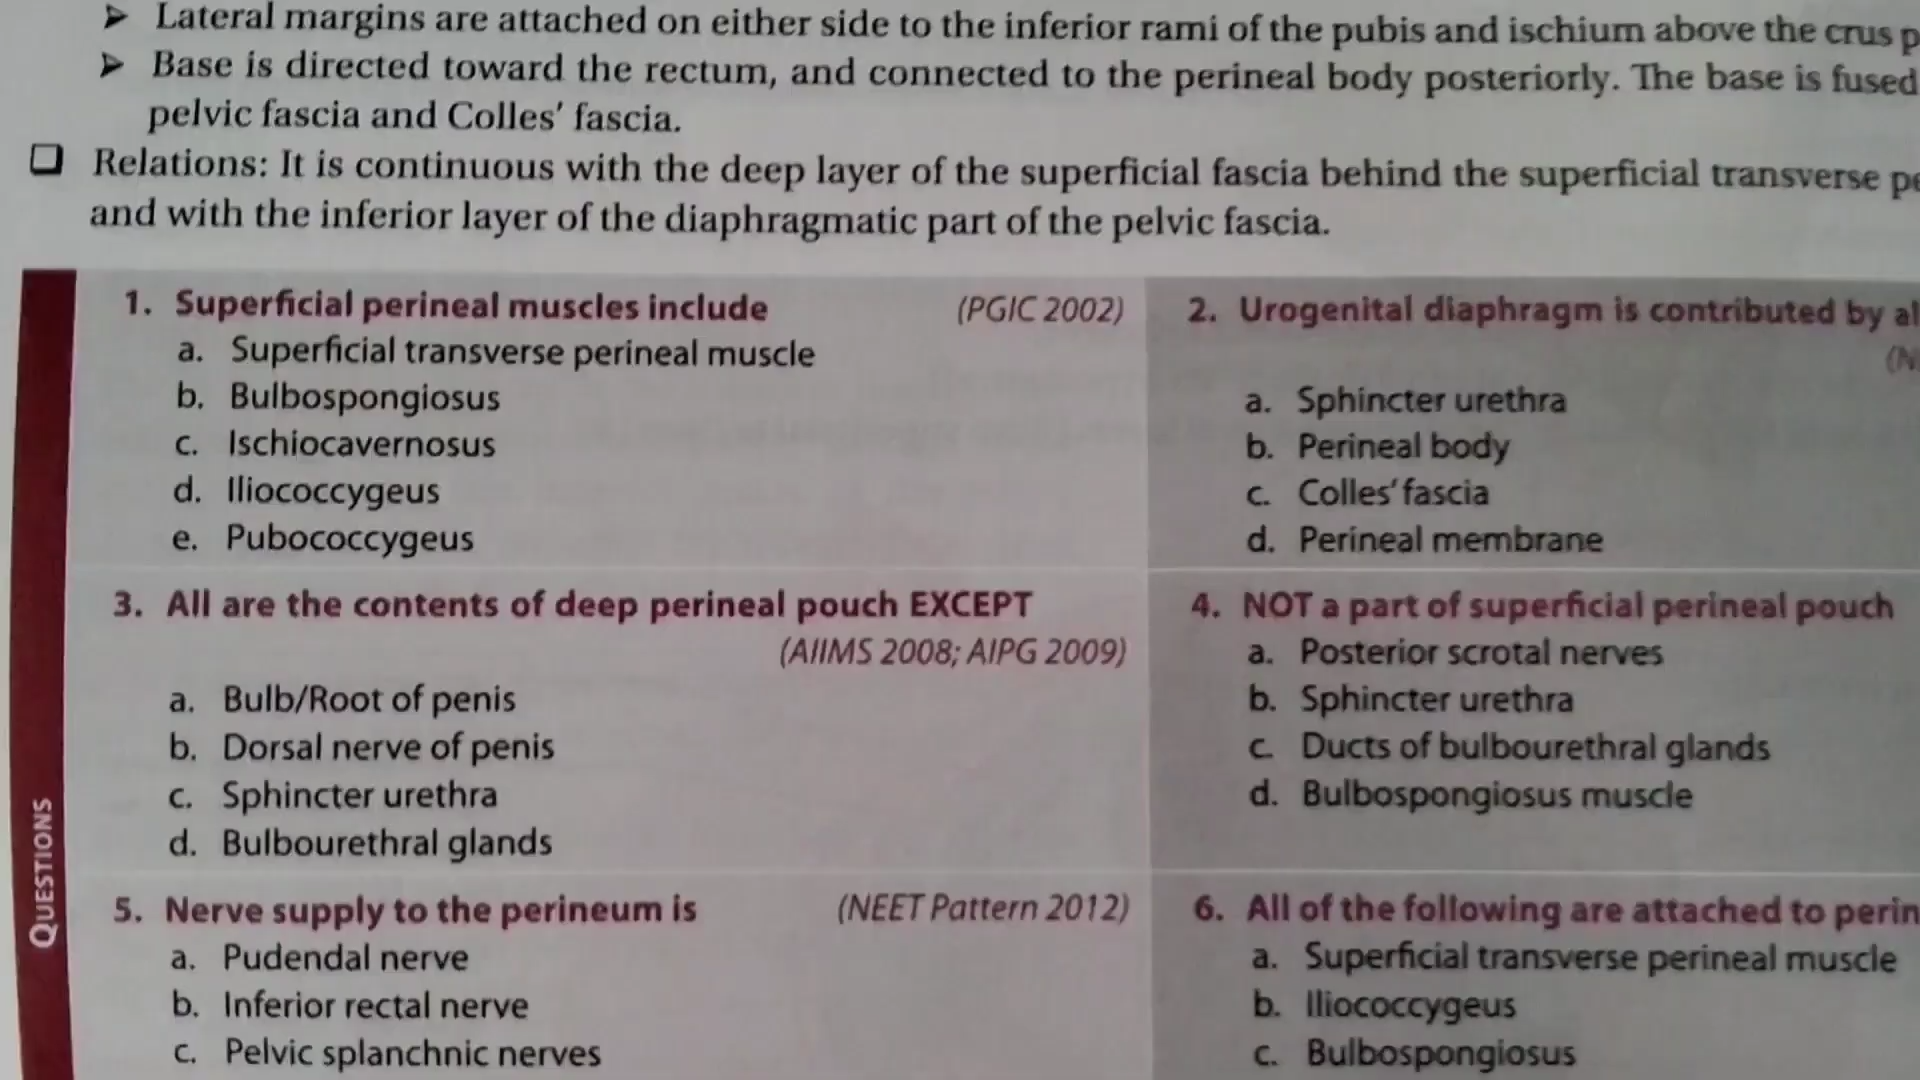 ➤ Lateral margins are attached on either side to the inferior rami of the pubis and ischium above the crus
➤ Base is directed toward the rectum, and connected to the perineal body posteriorly. The base is fused
pelvic fascia and Colles' fascia.
❑ Relations: It is continuous with the deep layer of the superficial fascia behind the superficial transverse
and with the inferior layer of the diaphragmatic part of the pelvic fascia.
QUESTIONS
1. Superficial perineal muscles include (PGIC 2002)
a. Superficial transverse perineal muscle
b. Bulbospongiosus
c. Ischiocavernosus
d. Iliococcygeus
e. Pubococcygeus
2. Urogenital diaphragm is contributed by
a. Sphincter urethra
b. Perineal body
c. Colles' fascia
d. Perineal membrane
3. All are the contents of deep perineal pouch EXCEPT
(AIIMS 2008; AIPG 2009)
a. Bulb/Root of penis
b. Dorsal nerve of penis
c. Sphincter urethra
d. Bulbourethral glands
4. NOT a part of superficial perineal pouch
a. Posterior scrotal nerves
b. Sphincter urethra
c. Ducts of bulbourethral glands
d. Bulbospongiosus muscle
5. Nerve supply to the perineum is (NEET Pattern 2012)
a. Pudendal nerve
b. Inferior rectal nerve
c. Pelvic splanchnic nerves
6. All of the following are attached to
a. Superficial transverse perineal muscle
b. Iliococcygeus
c. Bulbospongiosus